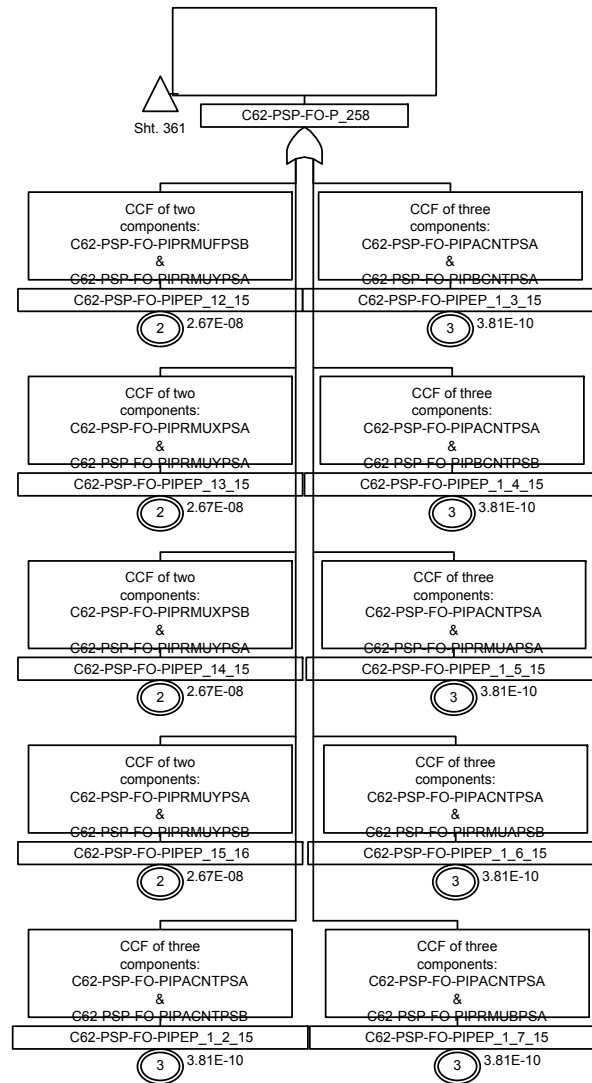 Sht. 361
C62-PSP-FO-P_258
CCF of two
components:
C62-PSP-FO-PIPRMUFPSB
&
C62-PSP-FO-PIPRMUYPSA
C62-PSP-FO-PIPEP_12_15
2
2.67E-08
CCF of three
components:
C62-PSP-FO-PIPACNTPSA
&
C62-PSP-FO-PIPBCNTPSA
C62-PSP-FO-PIPEP_1_3_15
3
3.81E-10
CCF of two
components:
C62-PSP-FO-PIPRMUXPSA
&
C62-PSP-FO-PIPRMUYPSA
C62-PSP-FO-PIPEP_13_15
2
2.67E-08
CCF of three
components:
C62-PSP-FO-PIPACNTPSA
&
C62-PSP-FO-PIPBCNTPSB
C62-PSP-FO-PIPEP_1_4_15
3
3.81E-10
CCF of two
components:
C62-PSP-FO-PIPRMUXPSB
&
C62-PSP-FO-PIPRMUYPSA
C62-PSP-FO-PIPEP_14_15
2
2.67E-08
CCF of three
components:
C62-PSP-FO-PIPACNTPSA
&
C62-PSP-FO-PIPRMUAPSA
C62-PSP-FO-PIPEP_1_5_15
3
3.81E-10
CCF of two
components:
C62-PSP-FO-PIPRMUYPSA
&
C62-PSP-FO-PIPRMUYPSB
C62-PSP-FO-PIPEP_15_16
2
2.67E-08
CCF of three
components:
C62-PSP-FO-PIPACNTPSA
&
C62-PSP-FO-PIPRMUAPSB
C62-PSP-FO-PIPEP_1_6_15
3
3.81E-10
CCF of three
components:
C62-PSP-FO-PIPACNTPSA
&
C62-PSP-FO-PIPACNTPSB
C62-PSP-FO-PIPEP_1_2_15
3
3.81E-10
CCF of three
components:
C62-PSP-FO-PIPACNTPSA
&
C62-PSP-FO-PIPRMUBPSA
C62-PSP-FO-PIPEP_1_7_15
3
3.81E-10